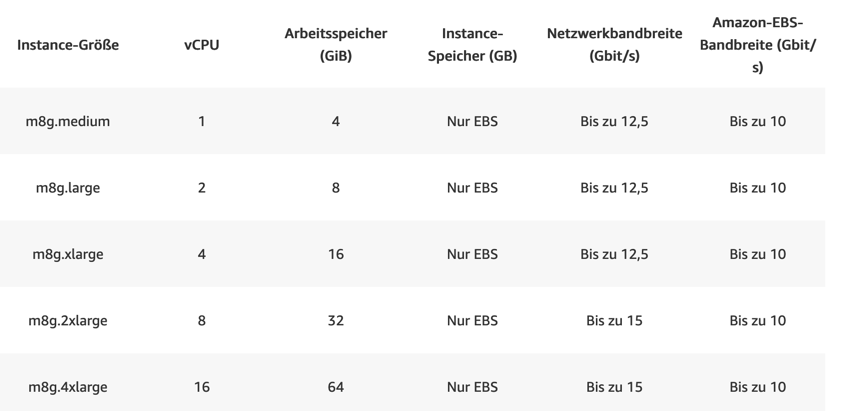 Instance-Größe vCPU Arbeitsspeicher (GiB) Instance-Speicher (GB) Netzwerkbandbreite (Gbit/s) Amazon-EBS-Bandbreite (Gbit/s)
m8g.medium 1 4 Nur EBS Bis zu 12,5 Bis zu 10
m8g.large 2 8 Nur EBS Bis zu 12,5 Bis zu 10
m8g.xlarge 4 16 Nur EBS Bis zu 12,5 Bis zu 10
m8g.2xlarge 8 32 Nur EBS Bis zu 15 Bis zu 10
m8g.4xlarge 16 64 Nur EBS Bis zu 15 Bis zu 10